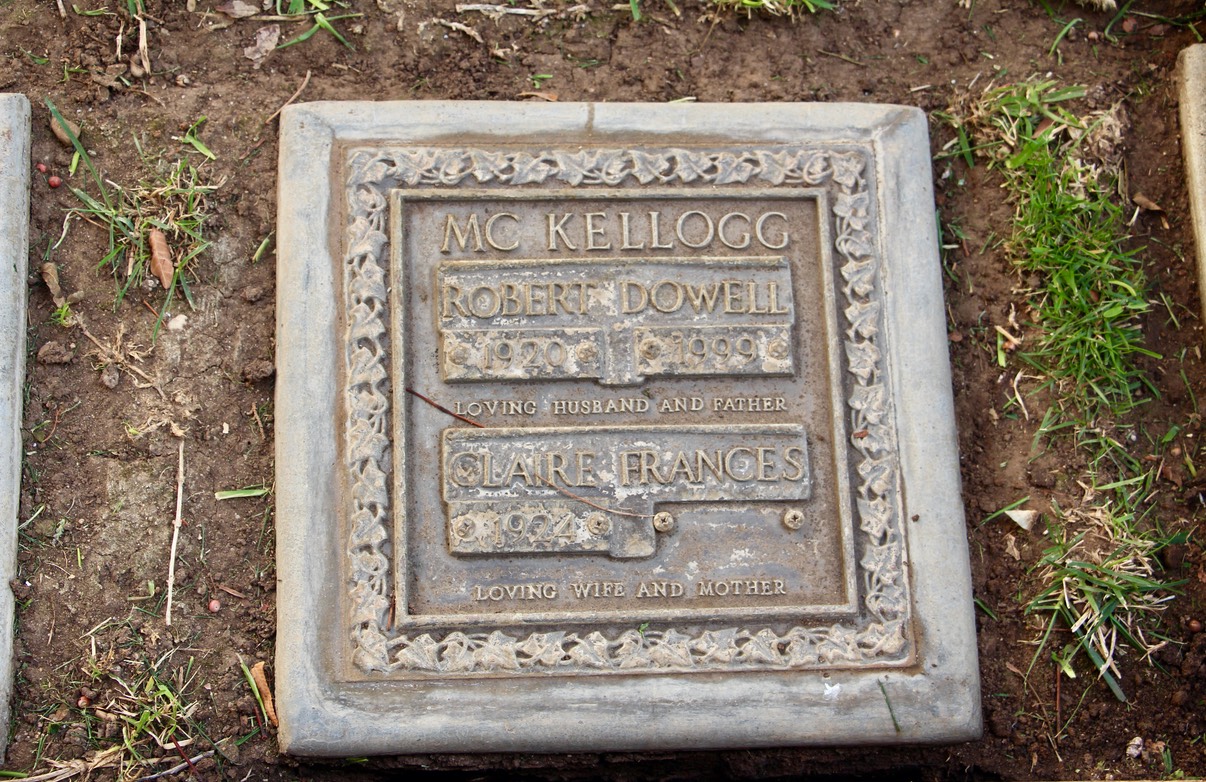 MC KELLOGG
ROBERT DOWELL
1920 1999
LOVING HUSBAND AND FATHER
CLAIRE FRANCES
1924
LOVING WIFE AND MOTHER